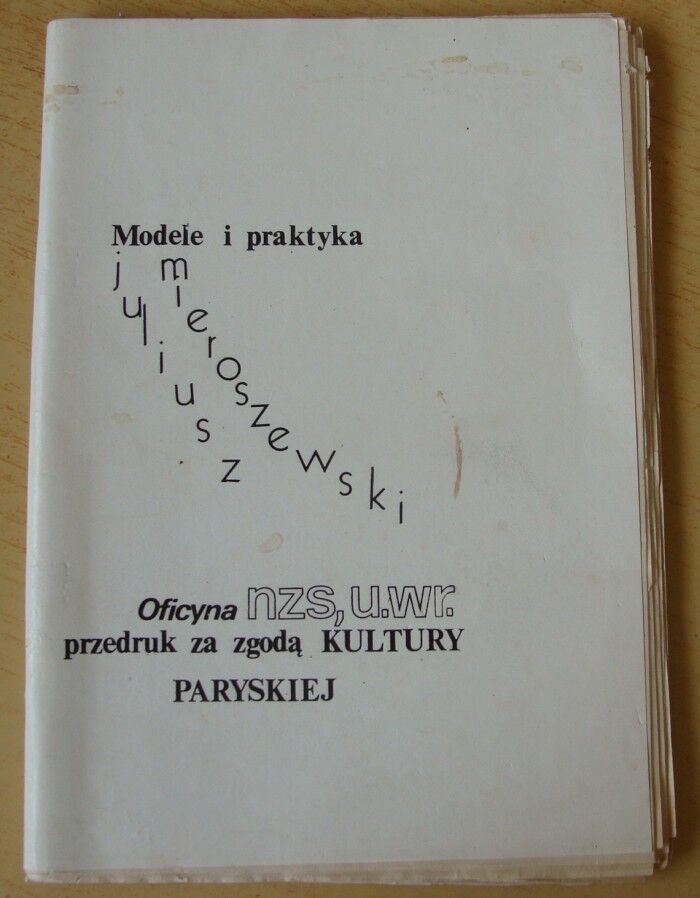 Modele i praktyka
juliusz
mieroszewski
Oficyna nzs, u.wr.
przedruk za zgodą KULTURY
PARYSKIEJ